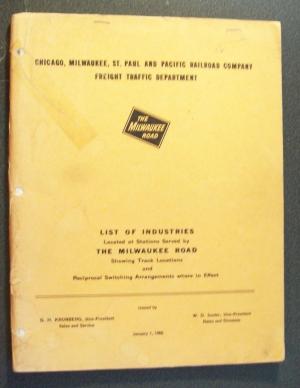 CHICAGO, MILWAUKEE, ST. PAUL AND PACIFIC RAILROAD COMPANY
FREIGHT TRAFFIC DEPARTMENT
THE
MILWAUKEE
ROAD
LIST OF INDUSTRIES
Located at Stations Served by
THE MILWAUKEE ROAD
Showing Track Locations
and
Reciprocal Switching Arrangements where in Effect
Issued by
G. H. KRONBERG, Vice-President
Sales and Service
W. D. Vice-President
Rates and Divisions
January 1,